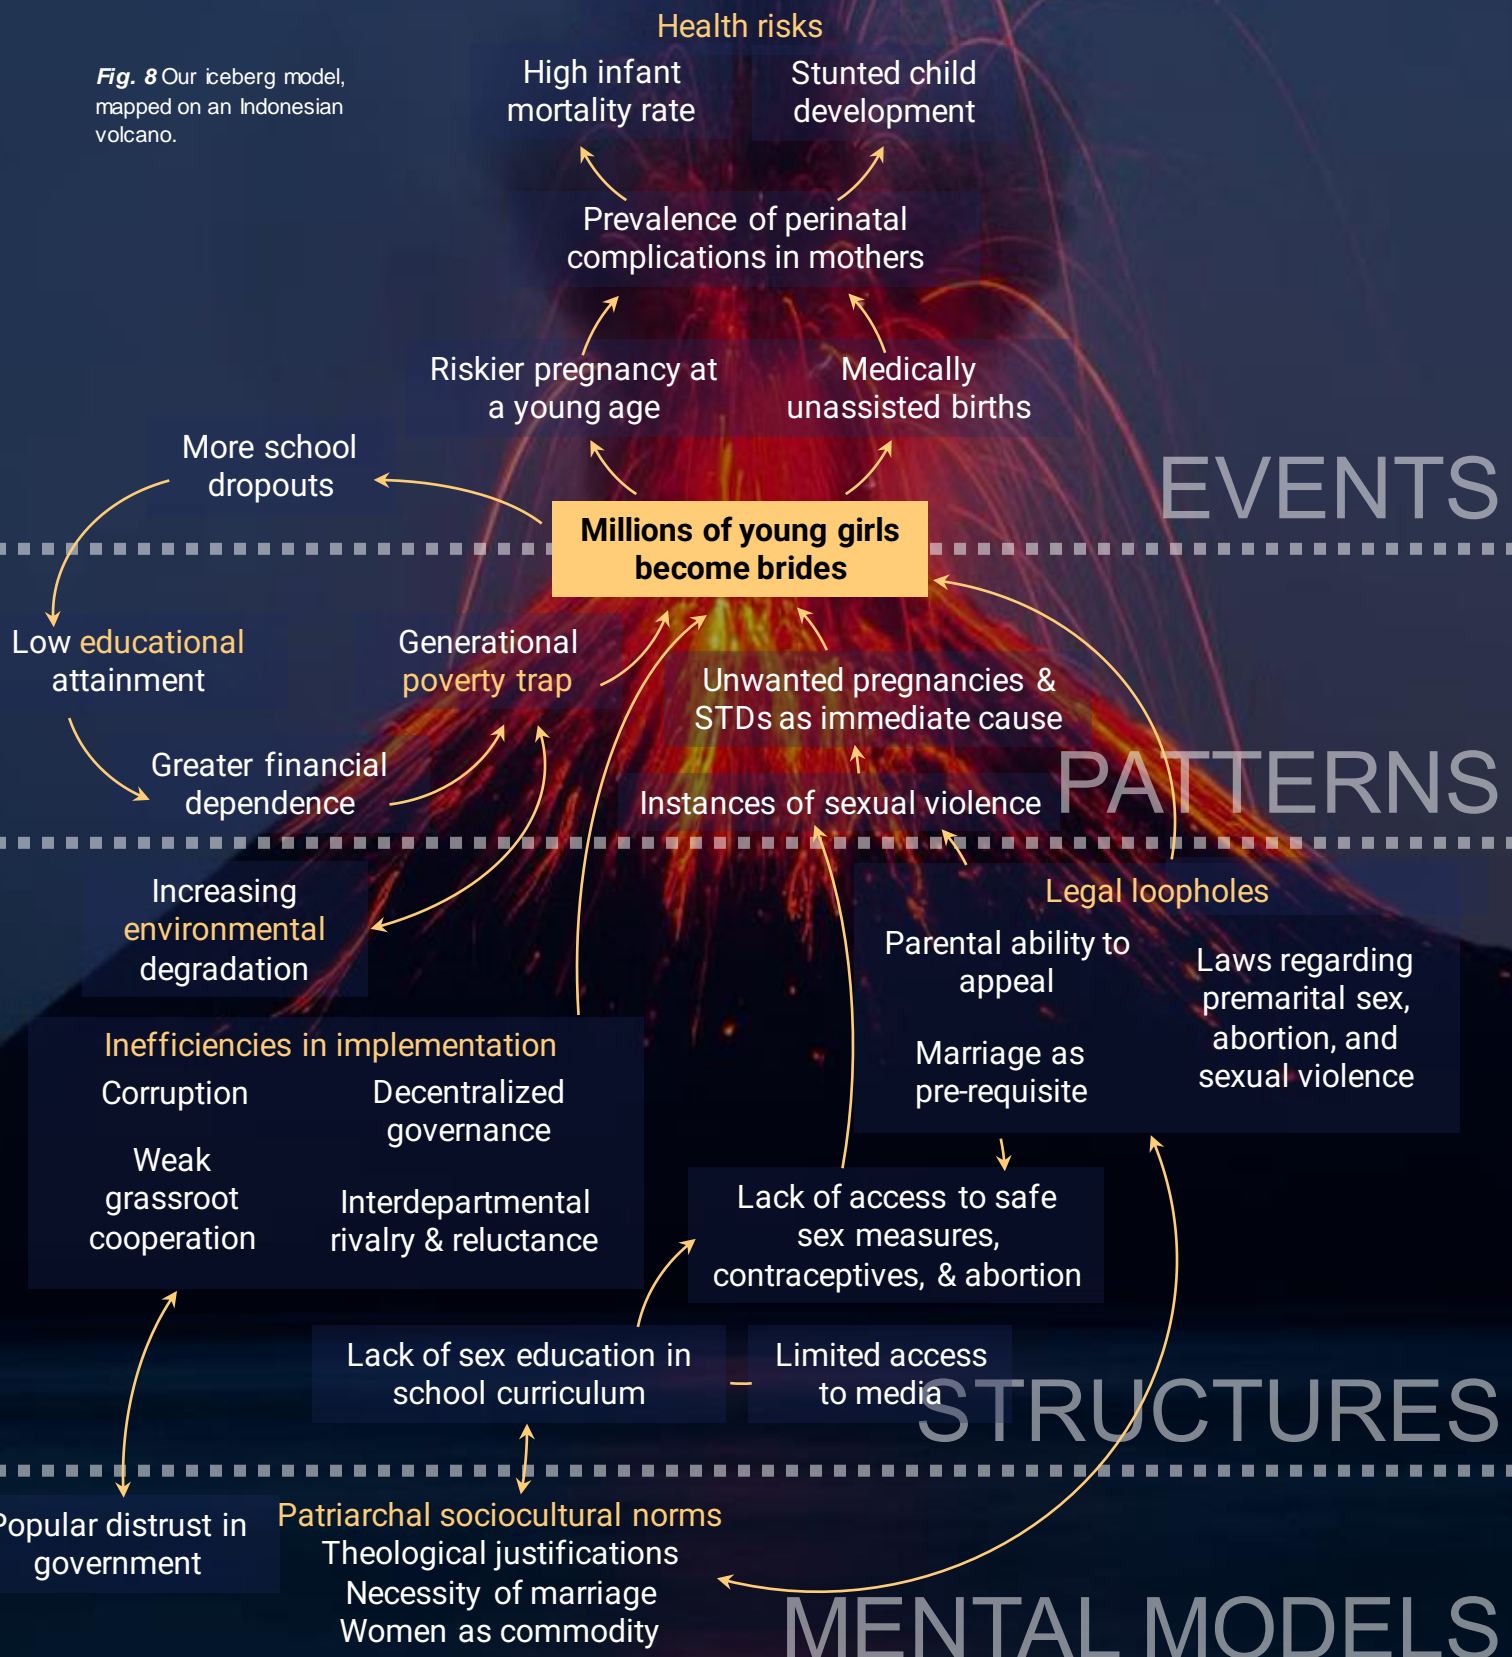 Health risks
Fig. 8 Our iceberg model,
mapped on an Indonesian
volcano.
High infant
mortality rate
Stunted child
development
Prevalence of perinatal
complications in mothers
Riskier pregnancy at
a young age
Medically
unassisted births
More school
dropouts
EVENTS
Millions of young girls
become brides
Low educational
attainment
Generational
poverty trap
Unwanted pregnancies &
STDs as immediate cause
Greater financial
dependence
Instances of sexual violence
PATTERNS
Increasing
environmental
degradation
Legal loopholes
Parental ability to
appeal
Marriage as
pre-requisite
Laws regarding
premarital sex,
abortion, and
sexual violence
Inefficiencies in implementation
Corruption
Decentralized
governance
Weak
grassroot
cooperation
Interdepartmental
rivalry & reluctance
Lack of access to safe
sex measures,
contraceptives, & abortion
Lack of sex education in
school curriculum
Limited access
to media
STRUCTURES
Popular distrust in
government
Patriarchal sociocultural norms
Theological justifications
Necessity of marriage
Women as commodity
MENTAL MODELS